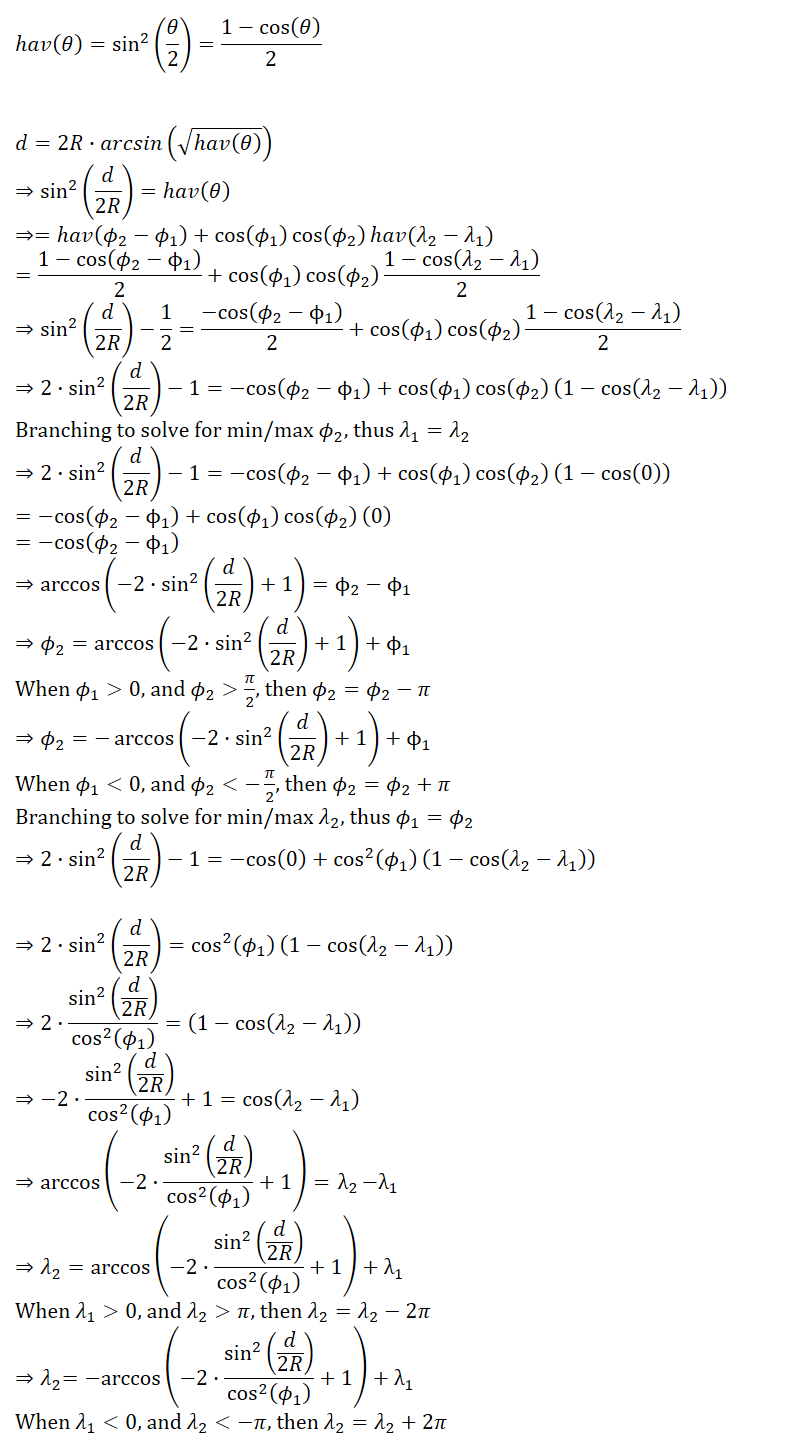 hav(θ) = sin²(θ/2) = (1 − cos(θ))/2
d = 2R · arcsin(√hav(θ))
⇒ sin²(d/2R) = hav(θ)
⇒= hav(ϕ₂ − ϕ₁) + cos(ϕ₁) cos(ϕ₂) hav(λ₂ − λ₁)
= (1 − cos(ϕ₂ − φ₁))/2 + cos(ϕ₁) cos(ϕ₂) (1 − cos(λ₂ − λ₁))/2
⇒ sin²(d/2R) − 1/2 = (−cos(ϕ₂ − φ₁))/2 + cos(ϕ₁) cos(ϕ₂) (1 − cos(λ₂ − λ₁))/2
⇒ 2 · sin²(d/2R) − 1 = −cos(ϕ₂ − φ₁) + cos(ϕ₁) cos(ϕ₂) (1 − cos(λ₂ − λ₁))
Branching to solve for min/max ϕ₂, thus λ₁ = λ₂
⇒ 2 · sin²(d/2R) − 1 = −cos(ϕ₂ − φ₁) + cos(ϕ₁) cos(ϕ₂) (1 − cos(0))
= −cos(ϕ₂ − φ₁) + cos(ϕ₁) cos(ϕ₂) (0)
= −cos(ϕ₂ − φ₁)
⇒ arccos(−2 · sin²(d/2R) + 1) = φ₂ − φ₁
⇒ ϕ₂ = arccos(−2 · sin²(d/2R) + 1) + φ₁
When ϕ₁ > 0, and ϕ₂ > π/2, then ϕ₂ = ϕ₂ − π
⇒ ϕ₂ = − arccos(−2 · sin²(d/2R) + 1) + φ₁
When ϕ₁ < 0, and ϕ₂ < −π/2, then ϕ₂ = ϕ₂ + π
Branching to solve for min/max λ₂, thus ϕ₁ = ϕ₂
⇒ 2 · sin²(d/2R) − 1 = −cos(0) + cos²(ϕ₁) (1 − cos(λ₂ − λ₁))
⇒ 2 · sin²(d/2R) = cos²(ϕ₁) (1 − cos(λ₂ − λ₁))
⇒ 2 · sin²(d/2R)/cos²(ϕ₁) = (1 − cos(λ₂ − λ₁))
⇒ −2 · sin²(d/2R)/cos²(ϕ₁) + 1 = cos(λ₂ − λ₁)
⇒ arccos(−2 · sin²(d/2R)/cos²(ϕ₁) + 1) = λ₂ −λ₁
⇒ λ₂ = arccos(−2 · sin²(d/2R)/cos²(ϕ₁) + 1) + λ₁
When λ₁ > 0, and λ₂ > π, then λ₂ = λ₂ − 2π
⇒ λ₂= −arccos(−2 · sin²(d/2R)/cos²(ϕ₁) + 1) + λ₁
When λ₁ < 0, and λ₂ < −π, then λ₂ = λ₂ + 2π